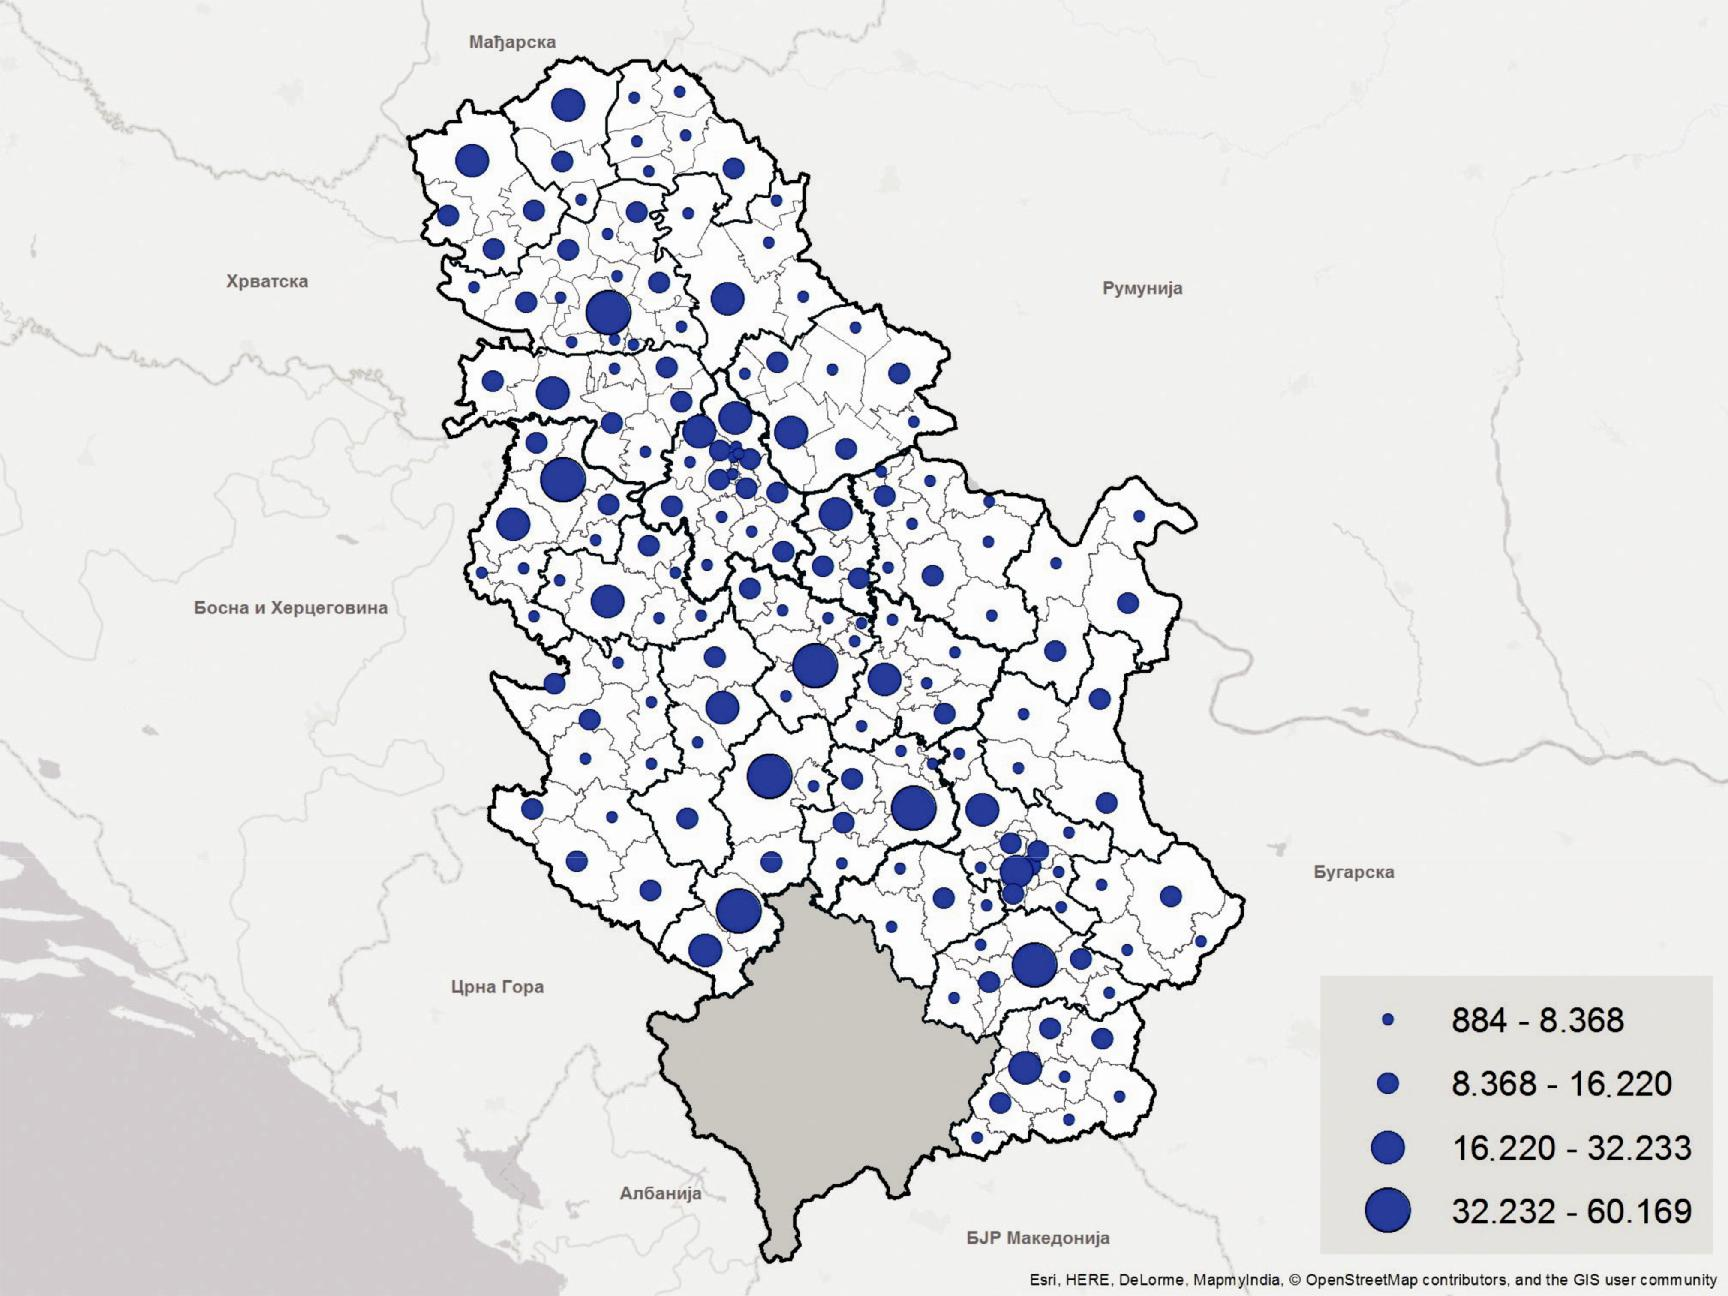 Мађарска
Хрватска
Румунија
Босна и Херцеговина
Бугарска
Црна Гора
Албанија
БЈР Македонија
884 - 8.368
8.368 - 16.220
16.220 - 32.233
32.232 - 60.169
Esri, HERE, DeLorme, MapmyIndia, © OpenStreetMap contributors, and the GIS user community